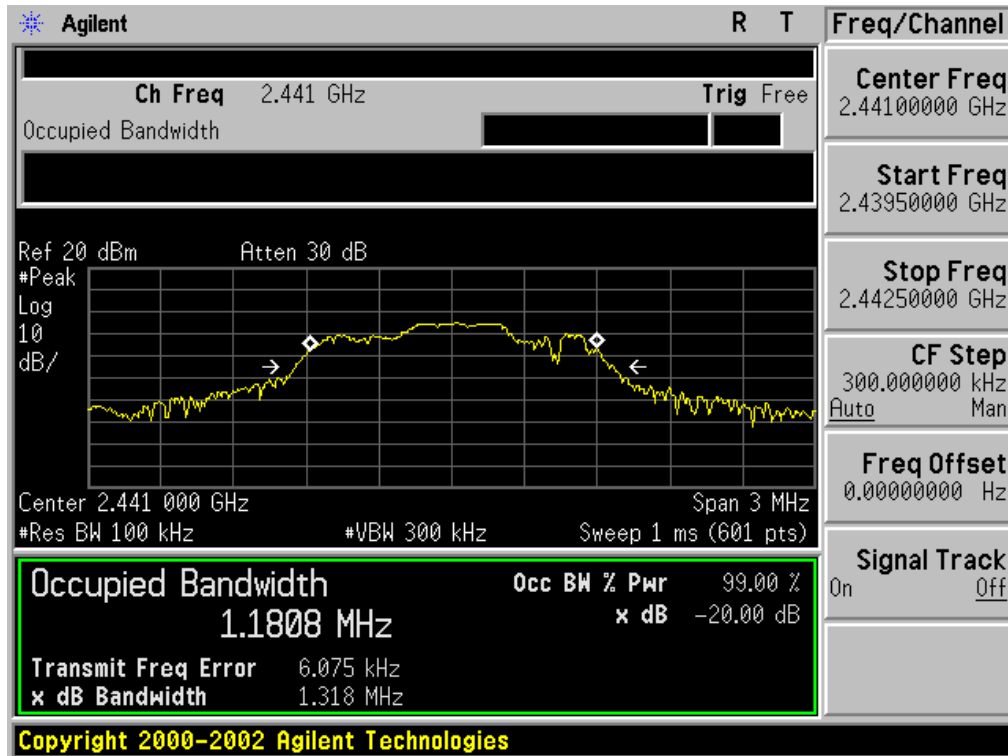 Agilent R T Freq/Channel
Ch Freq 2.441 GHz Trig Free
Occupied Bandwidth
Center Freq
2.44100000 GHz
Start Freq
2.43950000 GHz
Stop Freq
2.44250000 GHz
CF Step
300.000000 kHz
Auto Man
Freq Offset
0.00000000 Hz
Signal Track
On Off
Ref 20 dBm Atten 30 dB
#Peak
Log
10
dB/
Center 2.441 000 GHz Span 3 MHz
#Res BW 100 kHz #VBW 300 kHz Sweep 1 ms (601 pts)
Occupied Bandwidth Occ BW % Pwr 99.00 %
1.1808 MHz x dB -20.00 dB
Transmit Freq Error 6.075 kHz
x dB Bandwidth 1.318 MHz
Copyright 2000-2002 Agilent Technologies